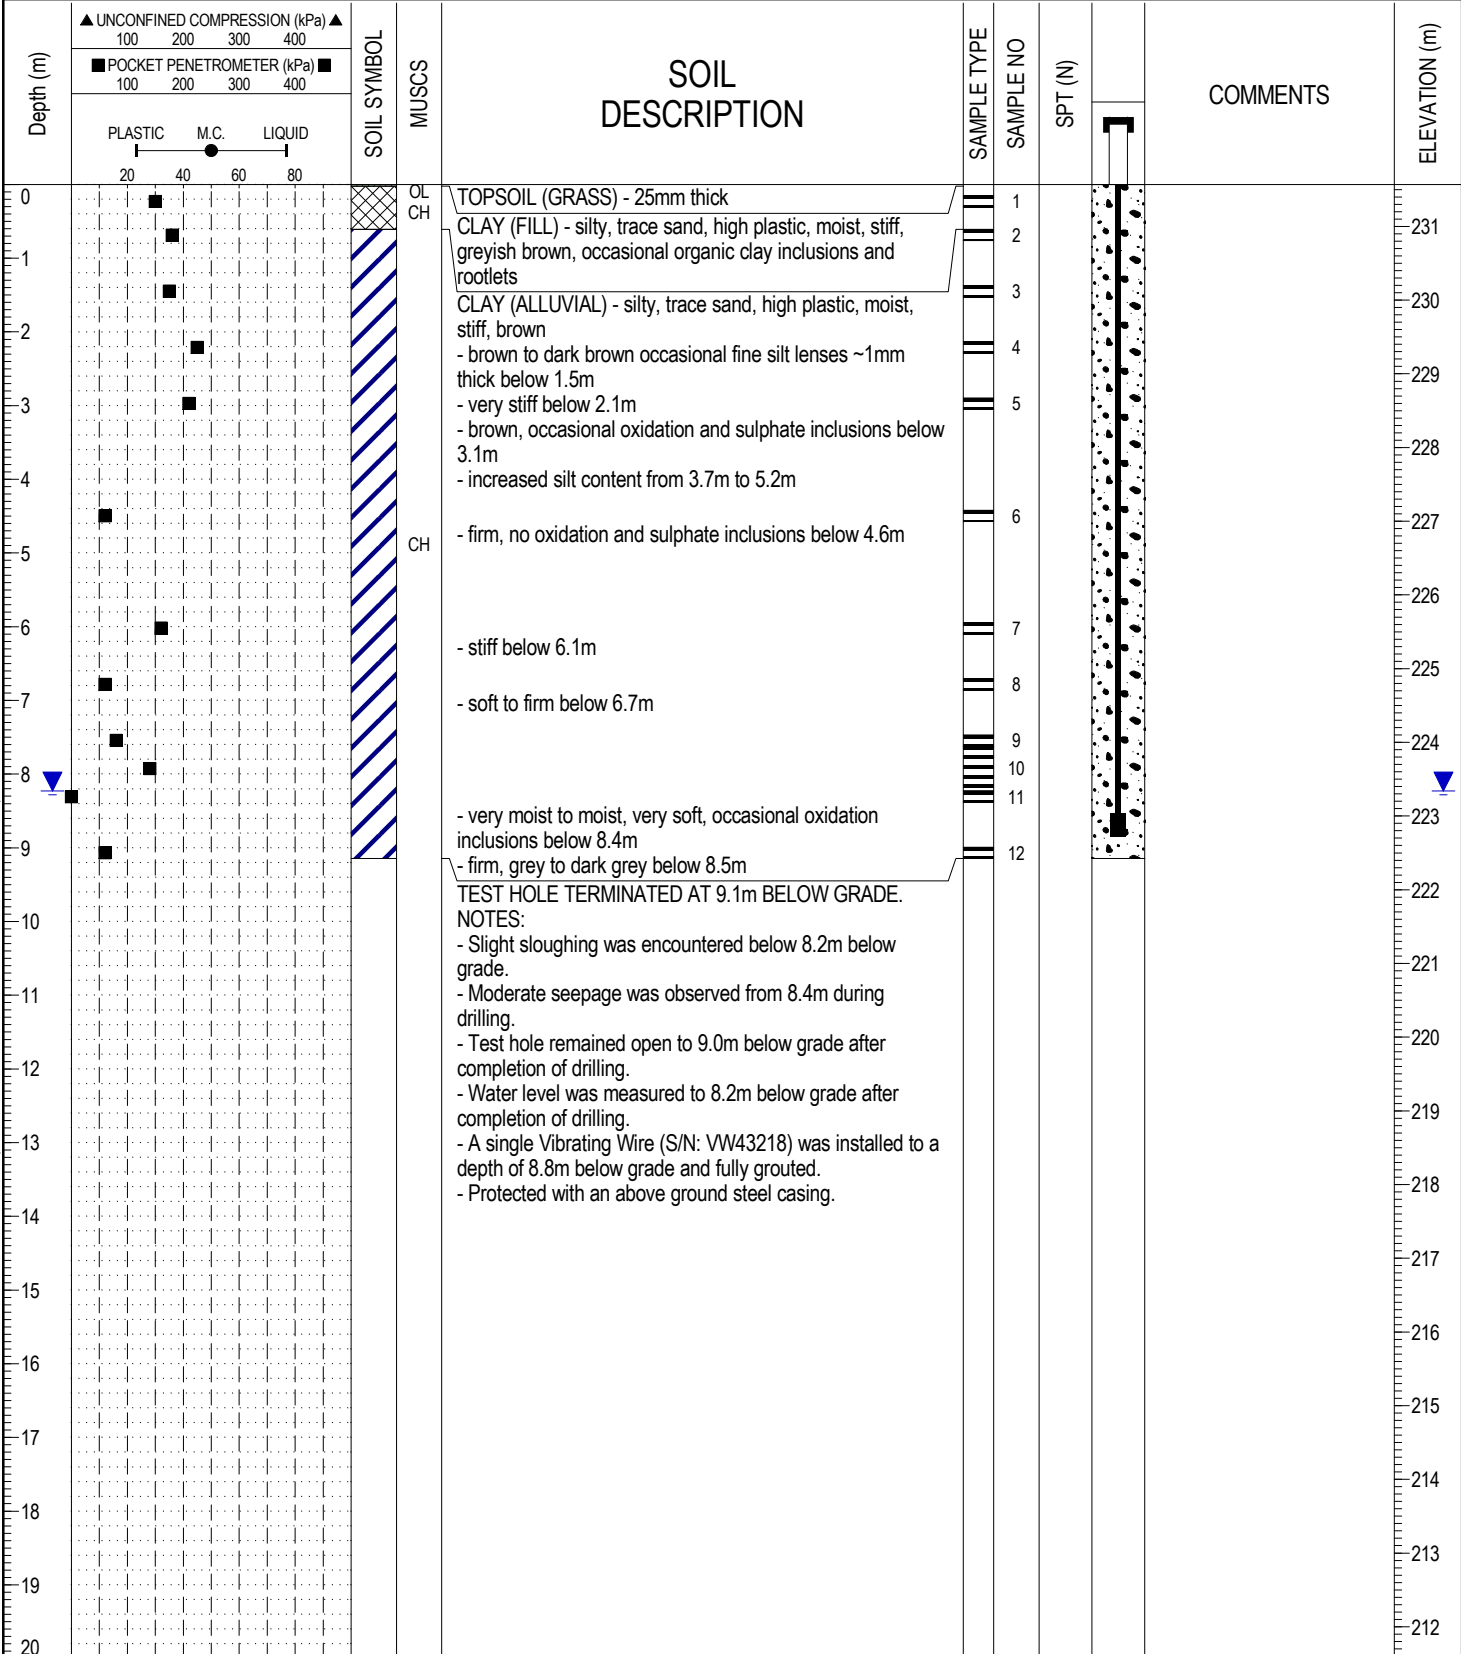 ▲ UNCONFINED COMPRESSION (kPa) ▲
100 200 300 400
■ POCKET PENETROMETER (kPa) ■
100 200 300 400
PLASTIC M.C. LIQUID
20 40 60 80
Depth (m)
SOIL SYMBOL
MUSCS
SOIL
DESCRIPTION
SAMPLE TYPE
SAMPLE NO
SPT (N)
COMMENTS
ELEVATION (m)
0
1
2
3
4
5
6
7
8
9
10
11
12
13
14
15
16
17
18
19
20
OL
CH
CH
TOPSOIL (GRASS) - 25mm thick
CLAY (FILL) - silty, trace sand, high plastic, moist, stiff,
greyish brown, occasional organic clay inclusions and
rootlets
CLAY (ALLUVIAL) - silty, trace sand, high plastic, moist,
stiff, brown
- brown to dark brown occasional fine silt lenses ~1mm
thick below 1.5m
- very stiff below 2.1m
- brown, occasional oxidation and sulphate inclusions below
3.1m
- increased silt content from 3.7m to 5.2m
- firm, no oxidation and sulphate inclusions below 4.6m
- stiff below 6.1m
- soft to firm below 6.7m
- very moist to moist, very soft, occasional oxidation
inclusions below 8.4m
- firm, grey to dark grey below 8.5m
TEST HOLE TERMINATED AT 9.1m BELOW GRADE.
NOTES:
- Slight sloughing was encountered below 8.2m below
grade.
- Moderate seepage was observed from 8.4m during
drilling.
- Test hole remained open to 9.0m below grade after
completion of drilling.
- Water level was measured to 8.2m below grade after
completion of drilling.
- A single Vibrating Wire (S/N: VW43218) was installed to a
depth of 8.8m below grade and fully grouted.
- Protected with an above ground steel casing.
1
2
3
4
5
6
7
8
9
10
11
12
231
230
229
228
227
226
225
224
223
222
221
220
219
218
217
216
215
214
213
212